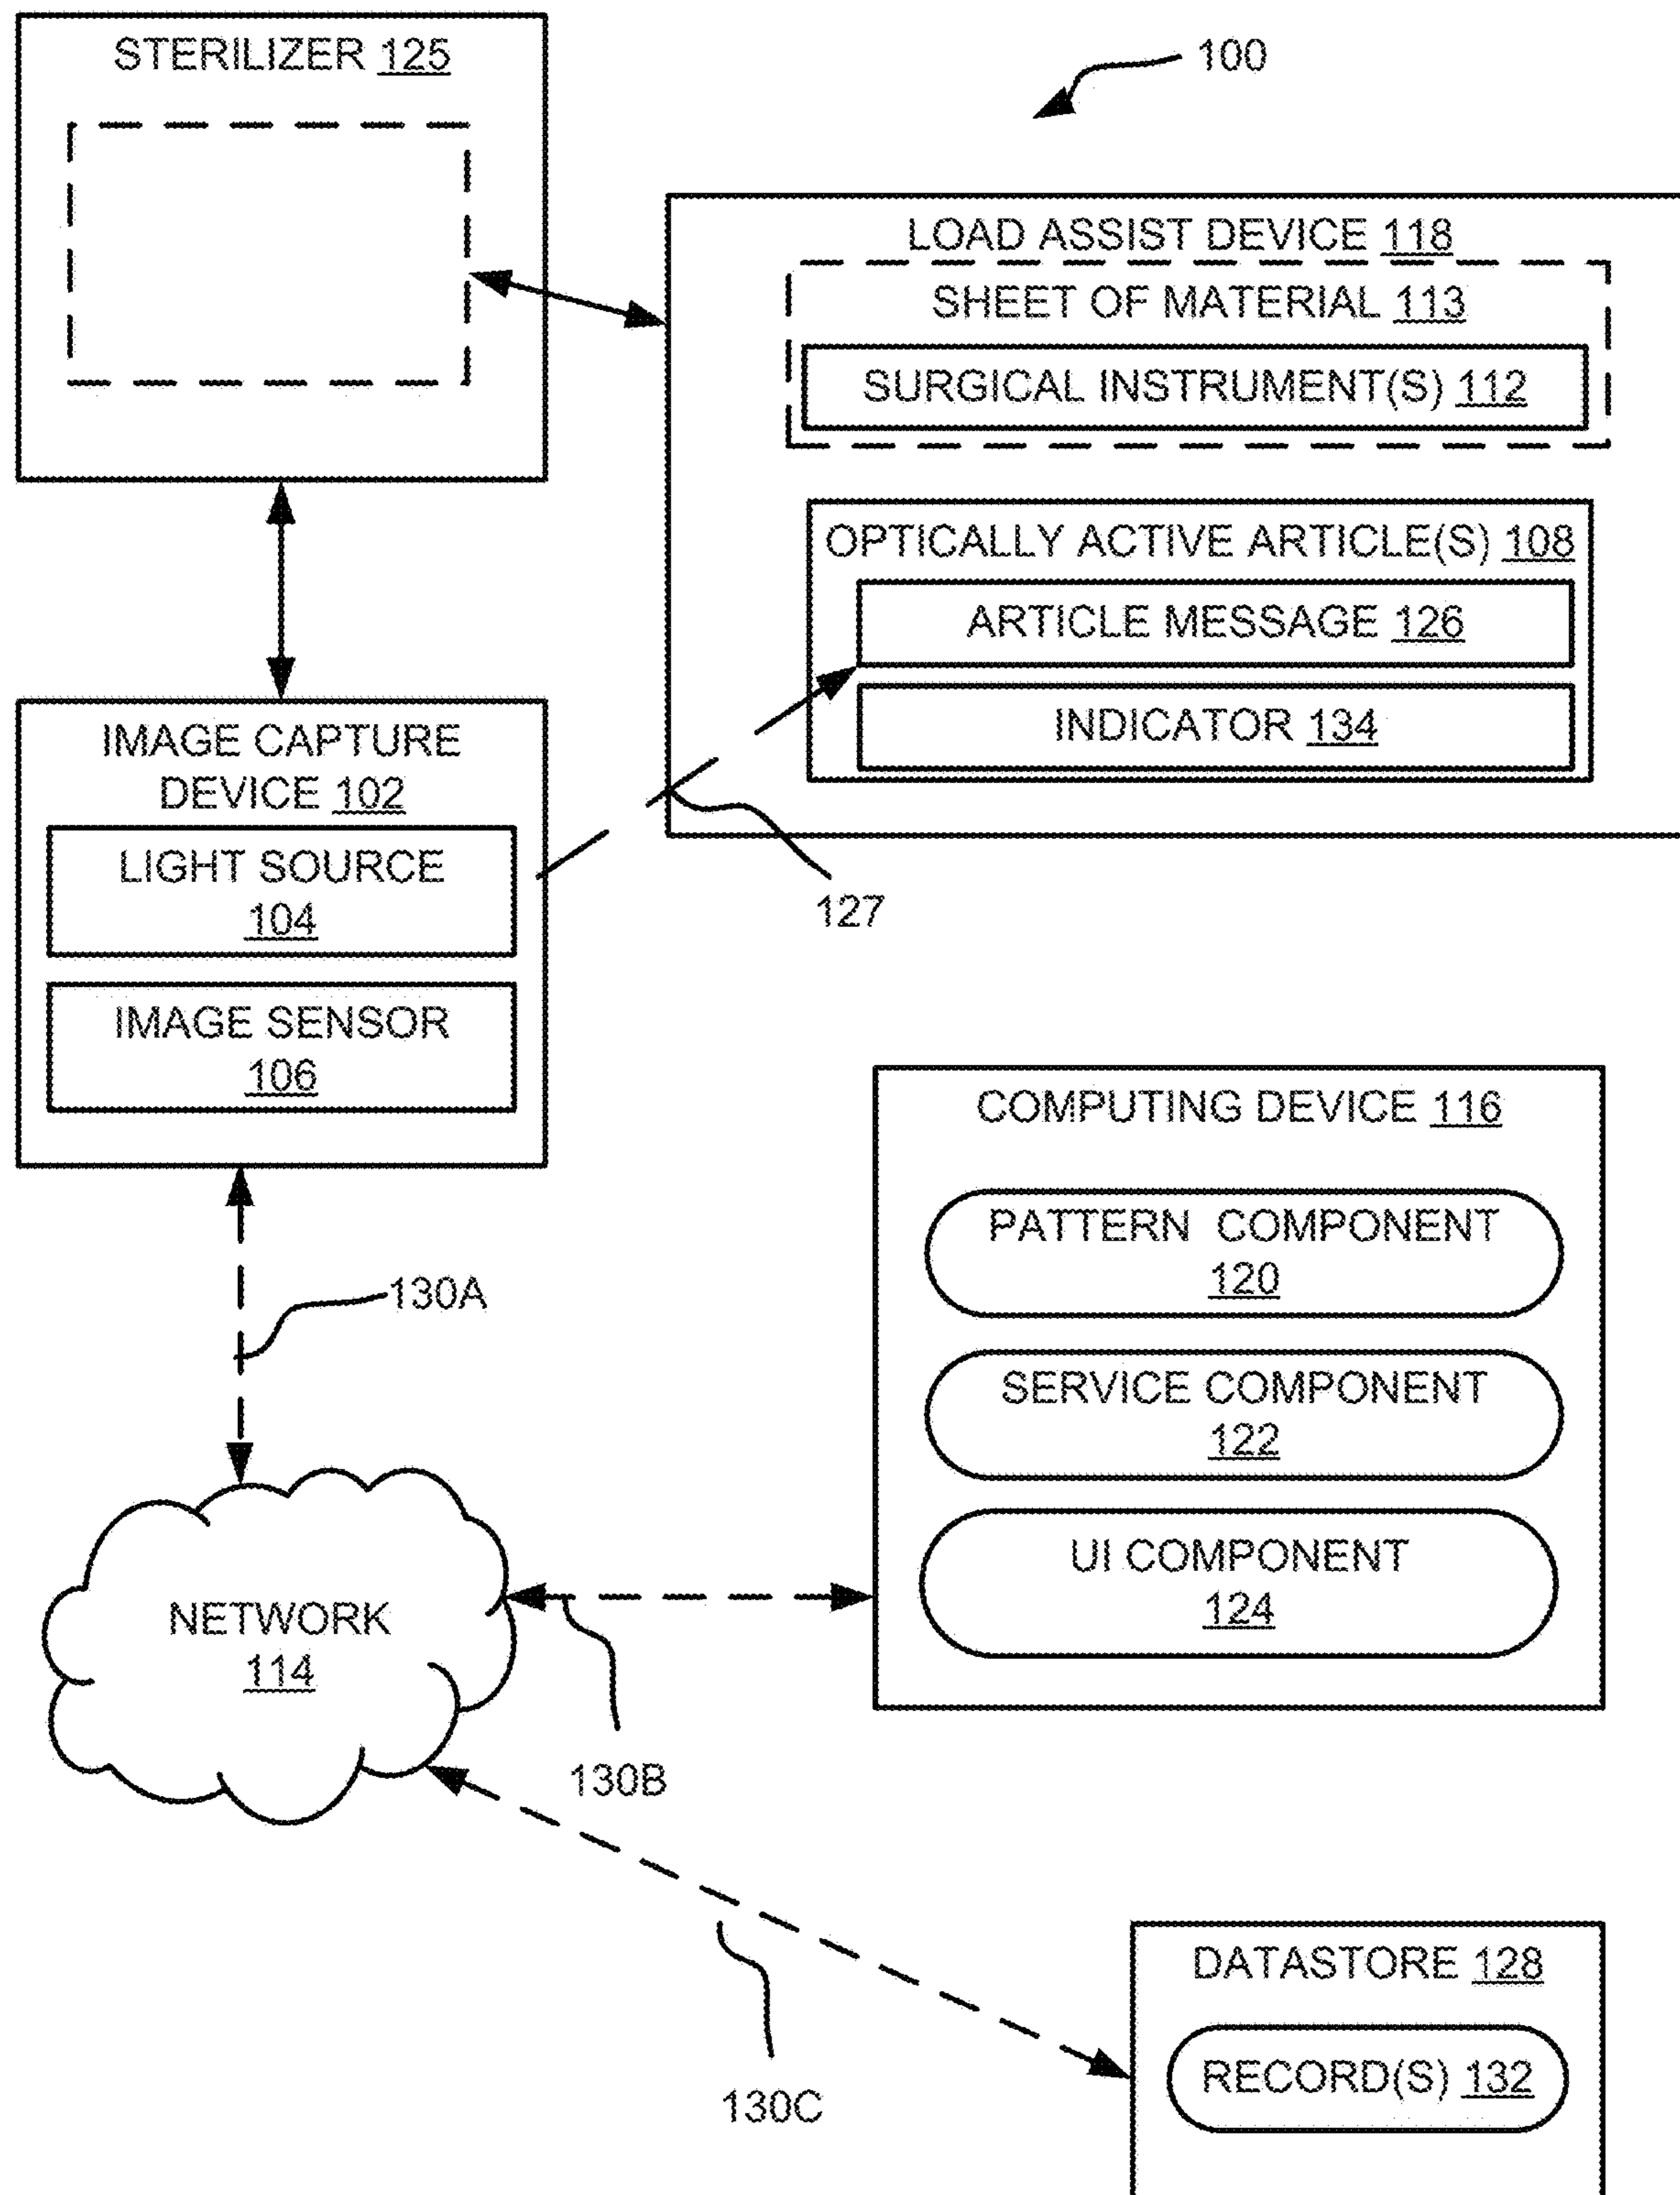 STERILIZER 125
100
LOAD ASSIST DEVICE 118
SHEET OF MATERIAL 113
SURGICAL INSTRUMENT(S) 112
OPTICALLY ACTIVE ARTICLE(S) 108
ARTICLE MESSAGE 126
INDICATOR 134
IMAGE CAPTURE
DEVICE 102
LIGHT SOURCE
104
127
IMAGE SENSOR
106
COMPUTING DEVICE 116
PATTERN COMPONENT
120
130A
SERVICE COMPONENT
122
UI COMPONENT
124
NETWORK
114
130B
DATASTORE 128
RECORD(S) 132
130C